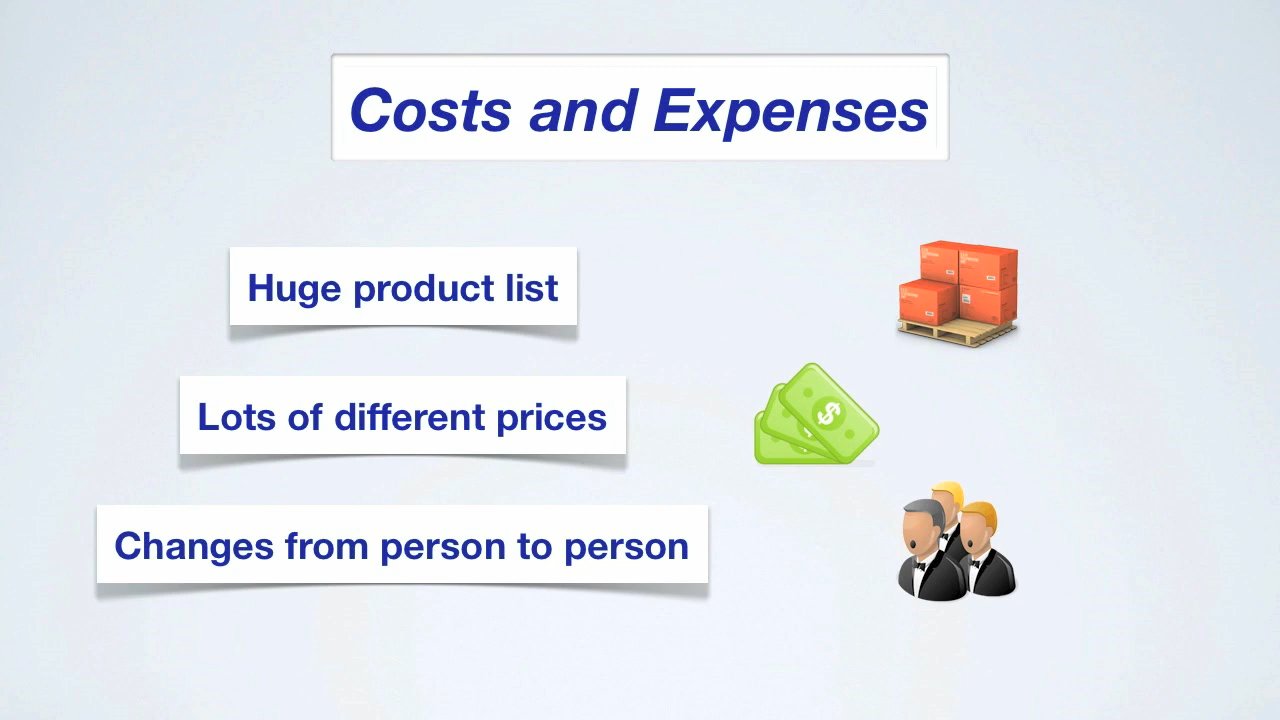 Costs and Expenses
Huge product list
Lots of different prices
Changes from person to person